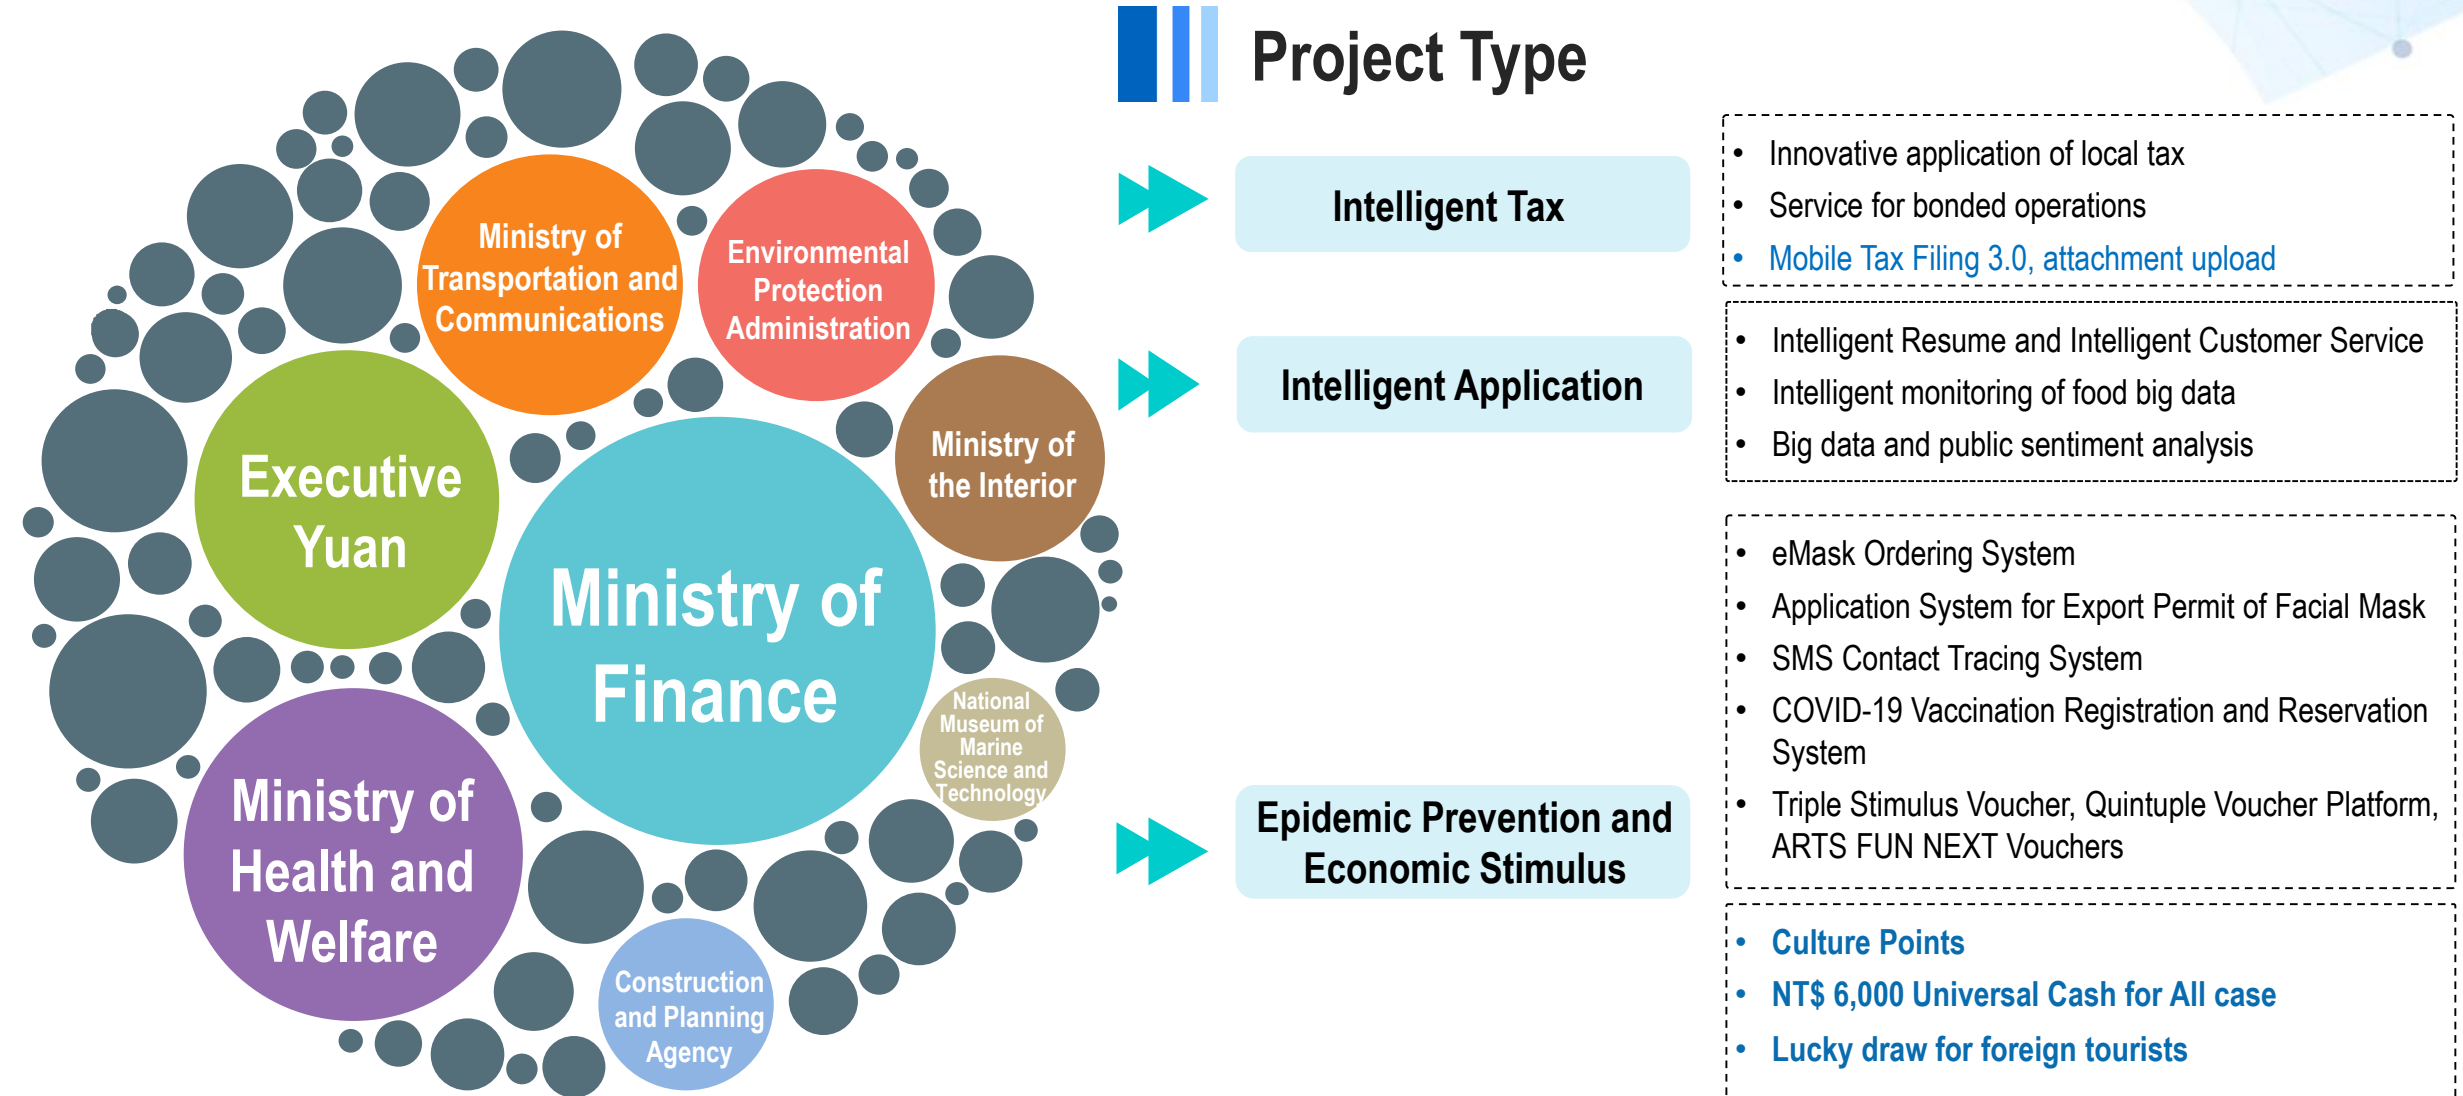 Project Type
Ministry of
Transportation and
Communications
Environmental
Protection
Administration
Executive
Yuan
Ministry of
the Interior
Ministry of
Finance
National
Museum of
Marine
Science and
Technology
Ministry of
Health and
Welfare
Construction
and Planning
Agency
Intelligent Tax
• Innovative application of local tax
• Service for bonded operations
• Mobile Tax Filing 3.0, attachment upload
Intelligent Application
• Intelligent Resume and Intelligent Customer Service
• Intelligent monitoring of food big data
• Big data and public sentiment analysis
Epidemic Prevention and
Economic Stimulus
• eMask Ordering System
• Application System for Export Permit of Facial Mask
• SMS Contact Tracing System
• COVID-19 Vaccination Registration and Reservation
System
• Triple Stimulus Voucher, Quintuple Voucher Platform,
ARTS FUN NEXT Vouchers
• Culture Points
• NT$ 6,000 Universal Cash for All case
• Lucky draw for foreign tourists